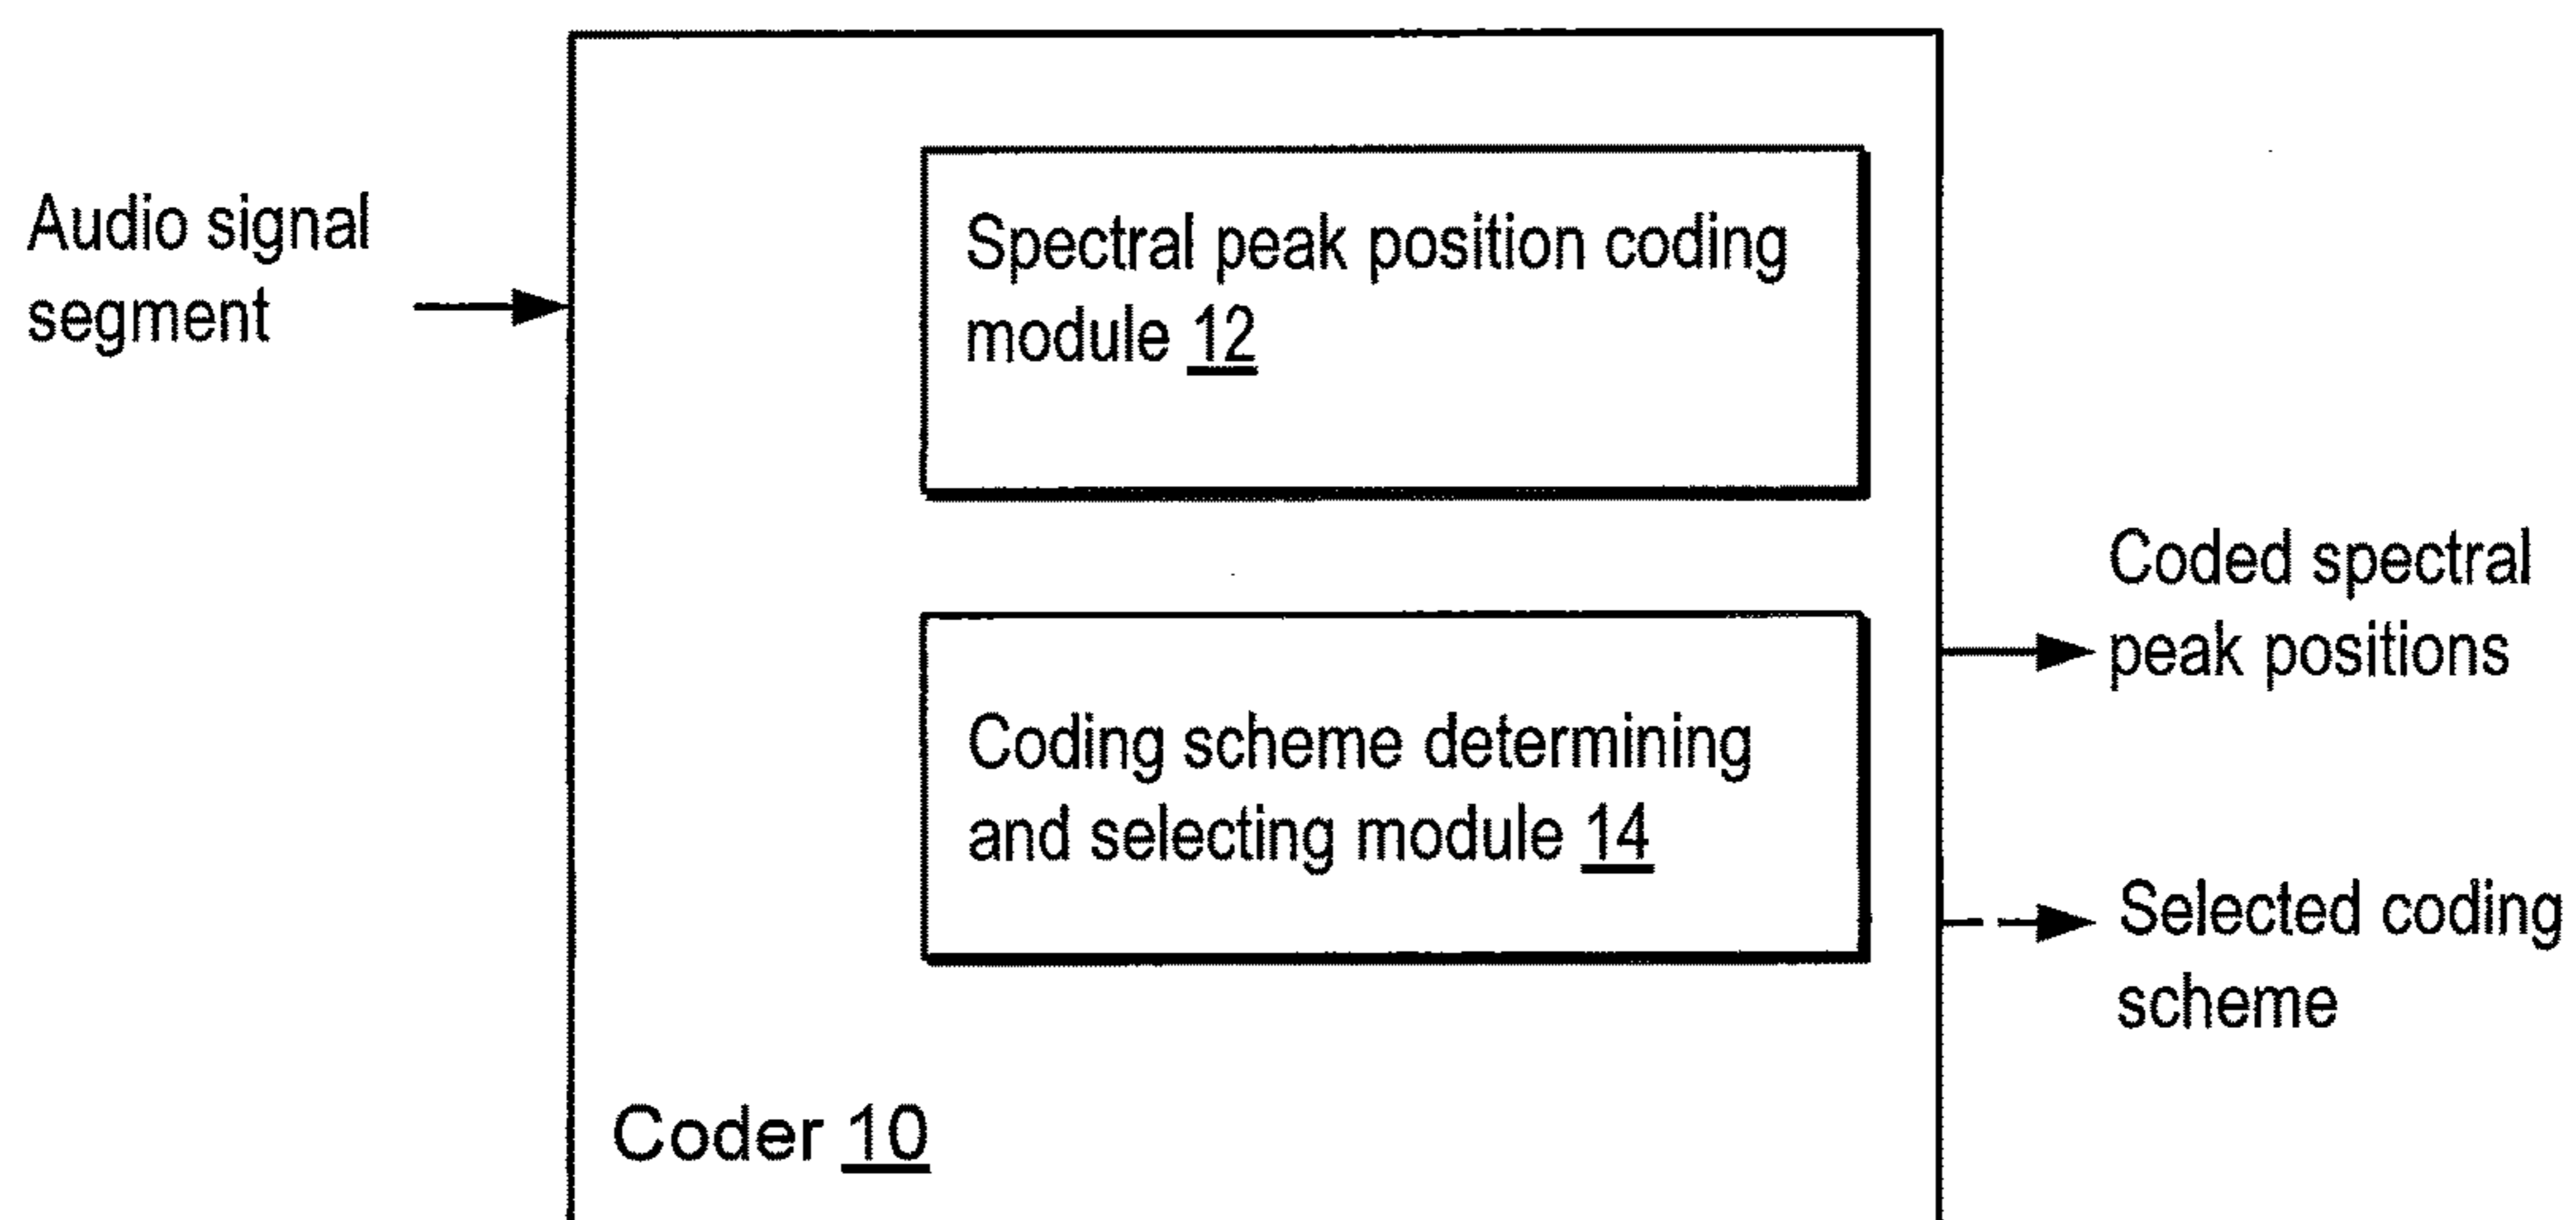 Audio signal
segment
Spectral peak position coding
module 12
Coding scheme determining
and selecting module 14
Coded spectral
peak positions
Selected coding
scheme
Coder 10